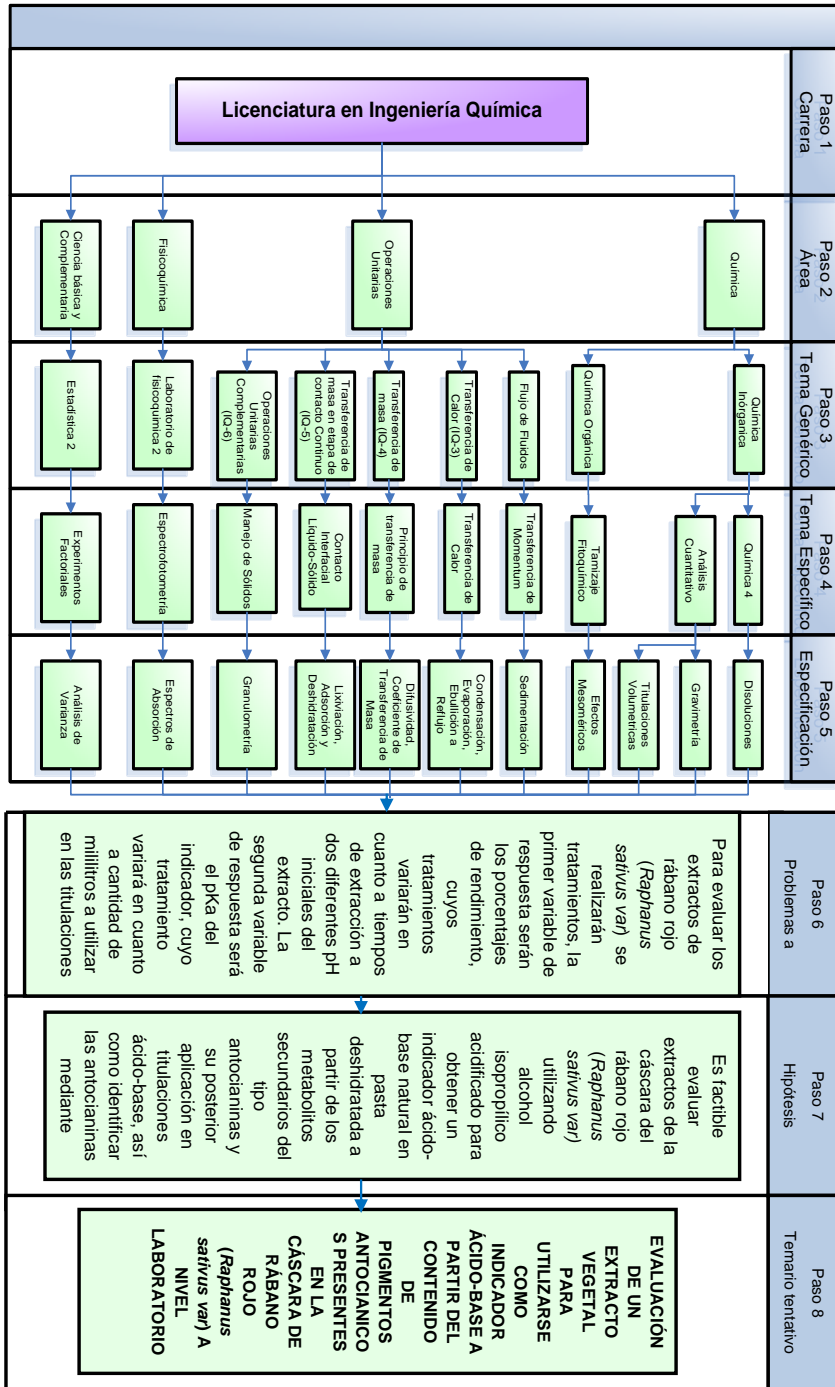 Paso 1
Carrera
Paso 2
Área
Paso 3
Tema Genérico
Paso 4
Tema Específico
Paso 5
Especificación
Licenciatura en Ingeniería Química
Química
Operaciones
Unitarias
Fisicoquímica
Ciencia básica y
Complementaria
Química
Inórganica
Química Orgánica
Flujo de Fluidos
Transferencia de
Calor (IQ-3)
Transferencia de
masa (IQ-4)
Transferencia de
masa en etapa de
contacto Contínuo
(IQ-5)
Operaciones
Unitarias
Complementarias
(IQ-6)
Laboratorio de
fisicoquímica 2
Estadística 2
Química 4
Análisis
Cuantitativo
Tamizaje
Fitoquímico
Transferencia de
Momentum
Transferencia de
Calor
Principio de
transferencia de
masa
Contacto
Interfacial
Líquido-Sólido
Manejo de Sólidos
Espectrofotometría
Experimentos
Factoriales
Disoluciones
Gravimetría
Titulaciones
Volumetricas
Efectos
Mesoméricos
Sedimentación
Condensación,
Evaporación,
Ebullición a
Reflujo
Difusividad,
Coeficiente de
Transferencia de
Masa
Lixiviación,
Adsorción y
Deshidratación
Granulometría
Espectros de
Absorción
Análisis de
Varianza
Paso 6
Problemas a
Para evaluar los
extractos de
rábano rojo
(Raphanus
sativus var) se
realizarán
tratamientos, la
primer variable de
respuesta serán
los porcentajes
de rendimiento,
cuyos
tratamientos
variarán en
cuanto a tiempos
de extracción a
dos diferentes pH
iniciales del
extracto. La
segunda variable
de respuesta será
el pKa del
indicador, cuyo
tratamiento
variará en cuanto
a cantidad de
mililitros a utilizar
en las titulaciones
Paso 7
Hipótesis
Es factible
evaluar
extractos de la
cáscara del
rábano rojo
(Raphanus
sativus var)
utilizando
alcohol
isopropílico
acidificado para
obtener un
indicador ácido-
base natural en
pasta
deshidratada a
partir de los
metabolitos
secundarios del
tipo
antocianinas y
su posterior
aplicación en
titulaciones
ácido-base, así
como identificar
las antocianinas
mediante
Paso 8
Temario tentativo
EVALUACIÓN
DE UN
EXTRACTO
VEGETAL
PARA
UTILIZARSE
COMO
INDICADOR
ÁCIDO-BASE A
PARTIR DEL
CONTENIDO
DE
PIGMENTOS
ANTOCIANICO
S PRESENTES
EN LA
CÁSCARA DE
RÁBANO
ROJO
(Raphanus
sativus var) A
NIVEL
LABORATORIO